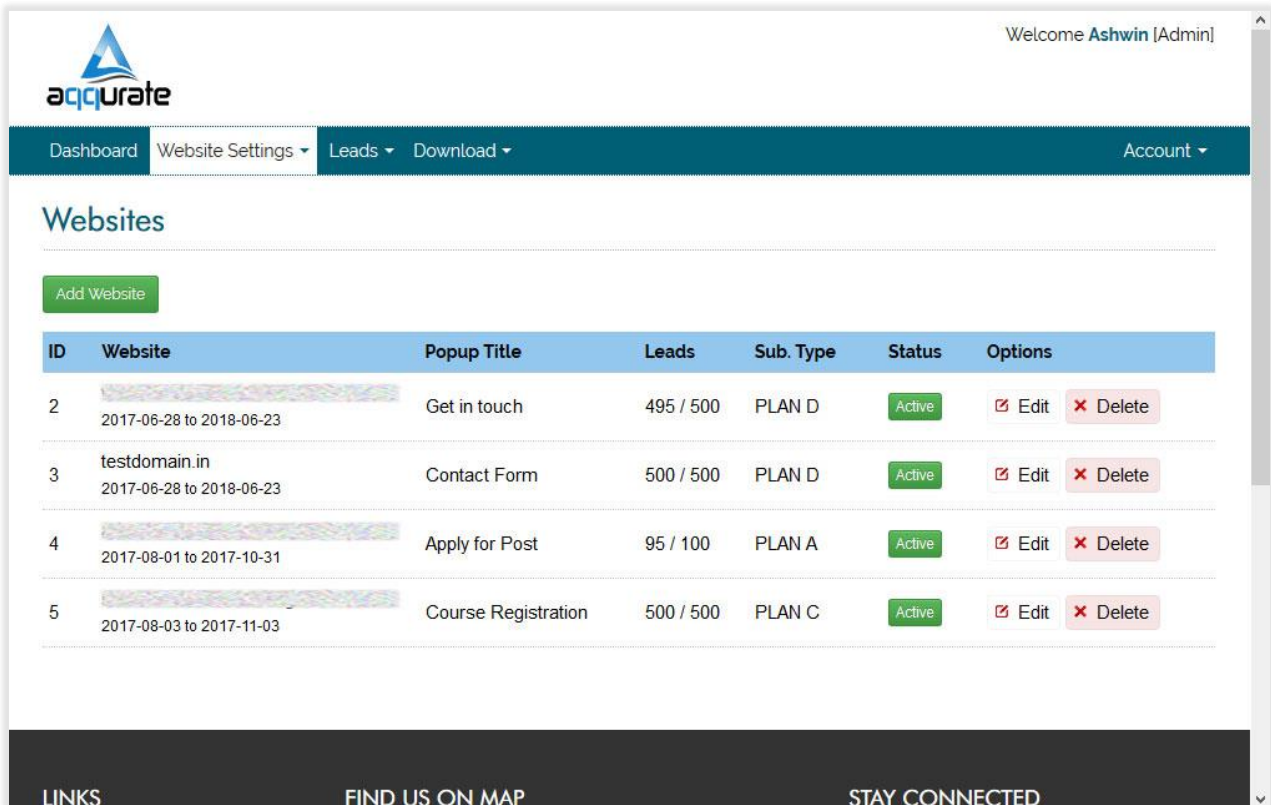 Welcome Ashwin [Admin]
aqqurate
Dashboard Website Settings Leads Download Account
Websites
Add Website
ID Website Popup Title Leads Sub. Type Status Options
2 Get in touch 495 / 500 PLAN D Active Edit Delete
2017-06-28 to 2018-06-23
testdomain.in
3 Contact Form 500 / 500 PLAN D Active Edit Delete
2017-06-28 to 2018-06-23
4 Apply for Post 95 / 100 PLAN A Active Edit Delete
2017-08-01 to 2017-10-31
5 Course Registration 500 / 500 PLAN C Active Edit Delete
2017-08-03 to 2017-11-03
LINKS FIND US ON MAP STAY CONNECTED